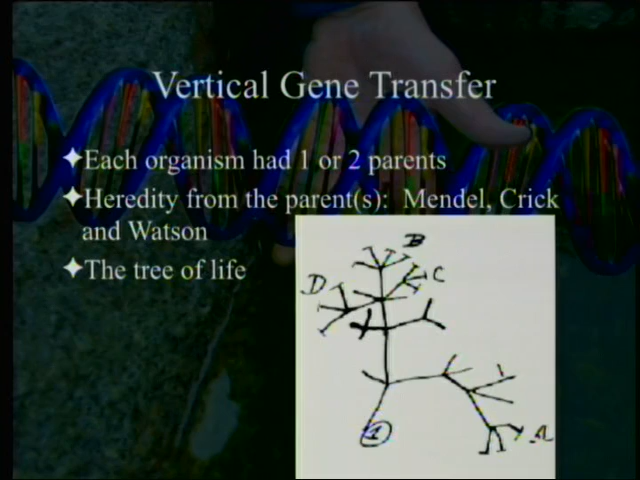 Vertical Gene Transfer
✦Each organism had 1 or 2 parents
✦Heredity from the parent(s): Mendel, Crick
and Watson
✦The tree of life
B
C
D
1
A